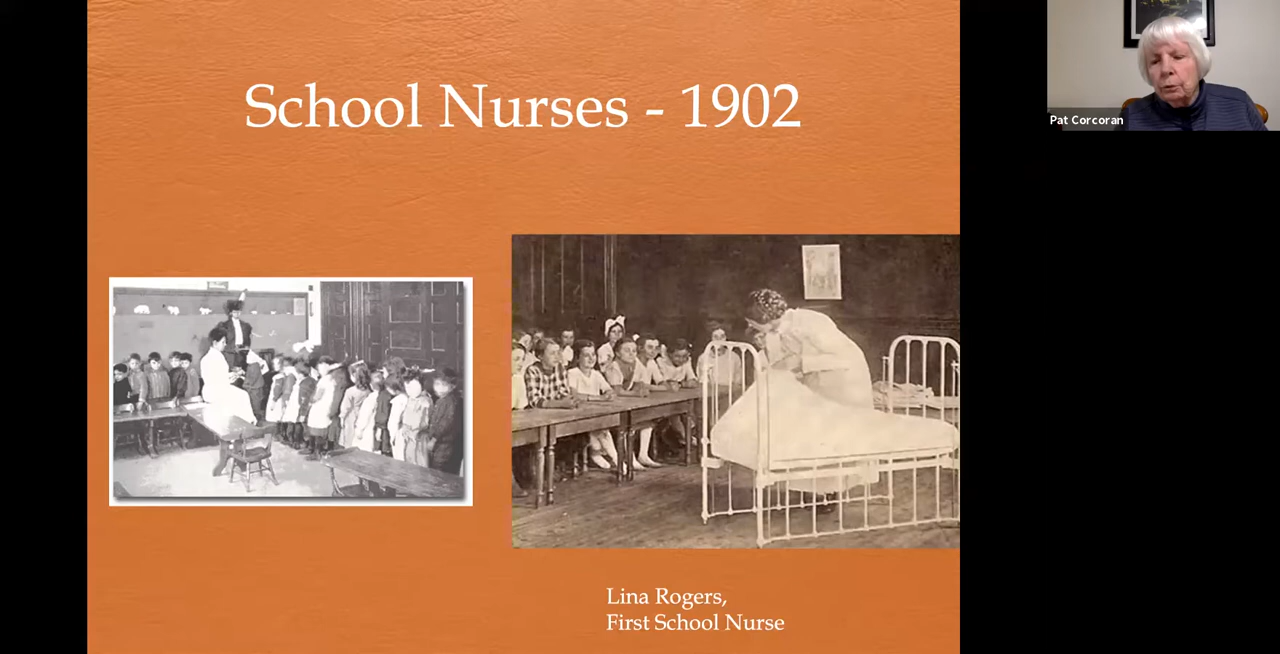 School Nurses - 1902
Pat Corcoran
Lina Rogers,
First School Nurse